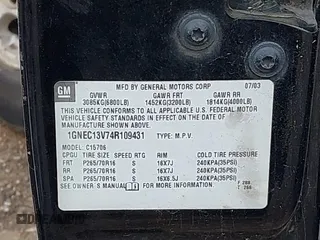 GM
MFD BY GENERAL MOTORS CORP 07/03
GVWR GAWR FRT GAWR RR
3085KG(6800LB) 1452KG(3200LB) 1814KG(4000LB)
THIS VEHICLE CONFORMS TO ALL APPLICABLE U.S. FEDERAL MOTOR
VEHICLE SAFETY STANDARDS IN EFFECT ON THE DATE OF
MANUFACTURE SHOWN ABOVE.
1GNEC13V74R109431 TYPE: M.P.V.
C15706
CPGU TIRE SIZE SPEED RTG RIM COLD TIRE PRESSURE
FRT P265/70R16 S 16X7J 240KPA(35PSI)
RR P265/70R16 S 16X7J 240KPA(35PSI)
SPA P265/70R16 S 16X6.5J 240KPA(35PSI)
SEE OWNER'S MANUAL FOR MORE INFORMATION.